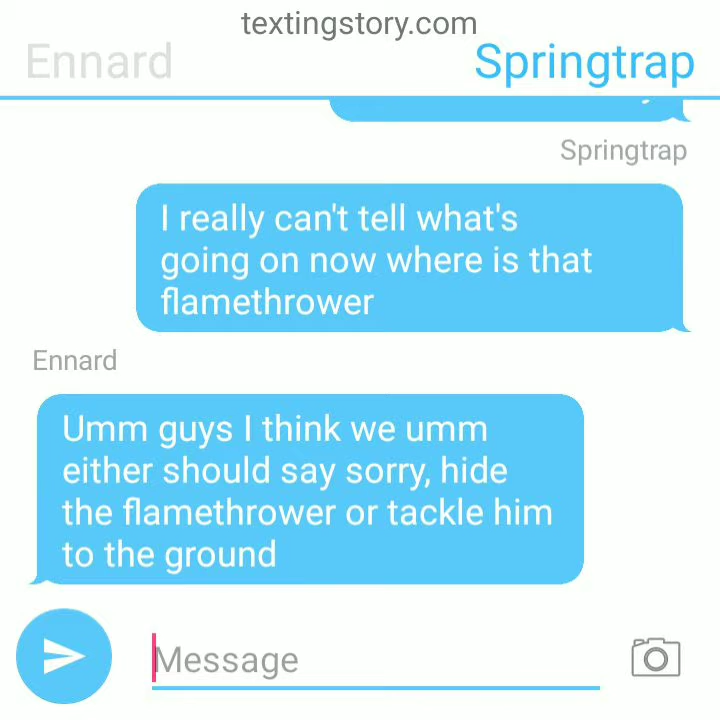 textingstory.com
Ennard
Springtrap
Springtrap
I really can't tell what's
going on now where is that
flamethrower
Ennard
Umm guys I think we umm
either should say sorry, hide
the flamethrower or tackle him
to the ground
Message